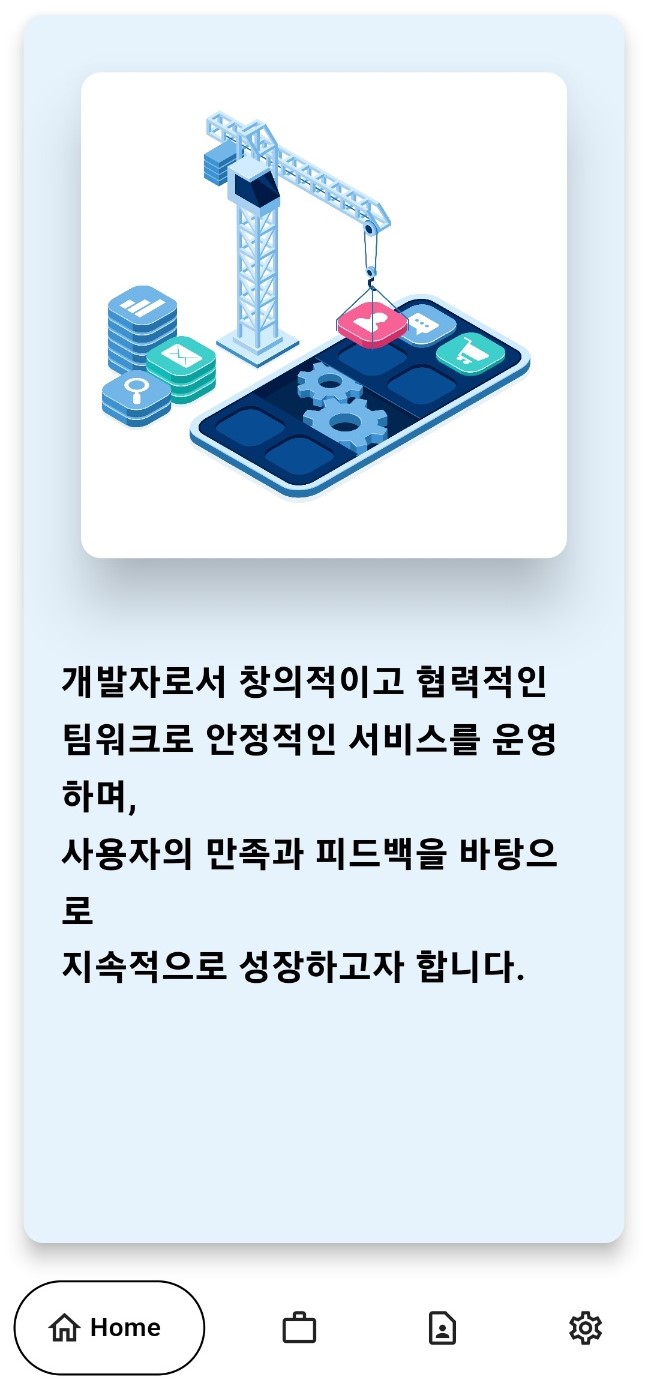 개발자로서 창의적이고 협력적인
팀워크로 안정적인 서비스를 운영
하며,
사용자의 만족과 피드백을 바탕으
로
지속적으로 성장하고자 합니다.
Home